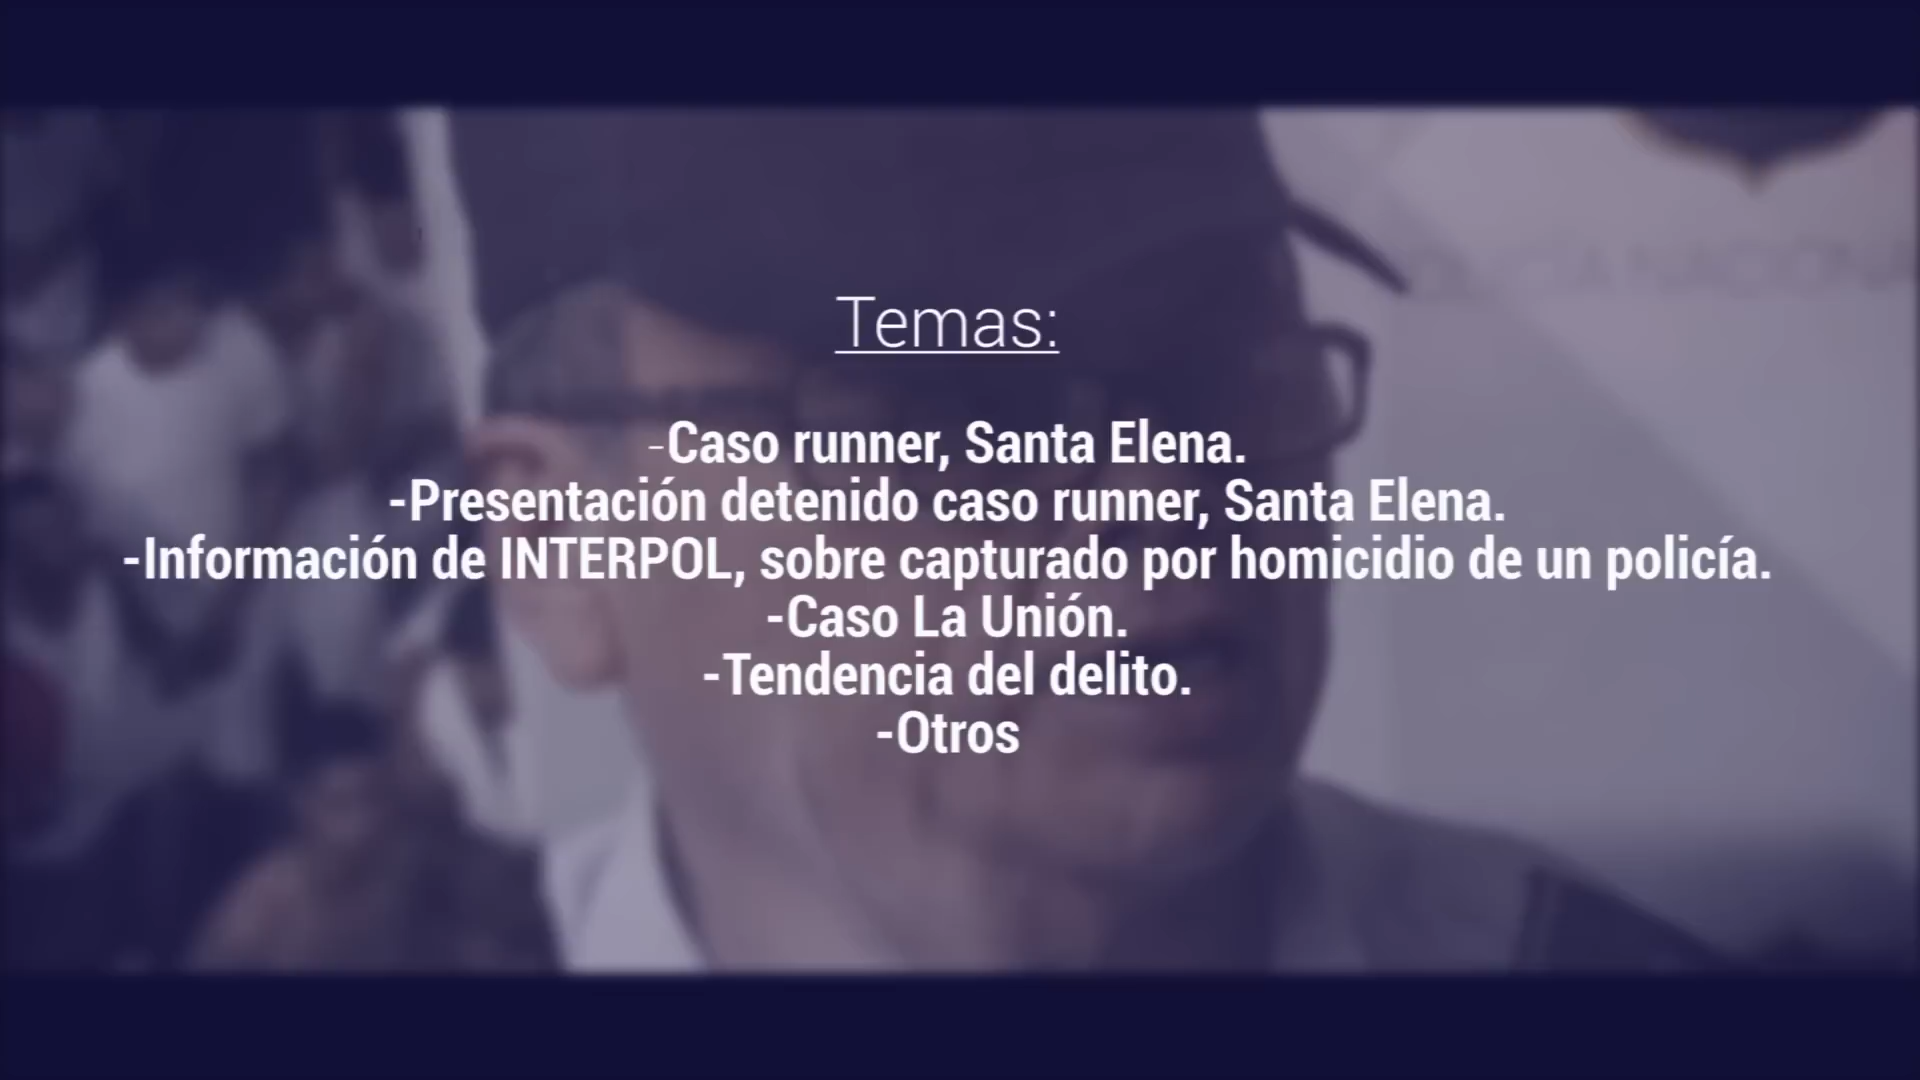 Temas:
-Caso runner, Santa Elena.
-Presentación detenido caso runner, Santa Elena.
-Información de INTERPOL, sobre capturado por homicidio de un policía.
-Caso La Unión.
-Tendencia del delito.
-Otros